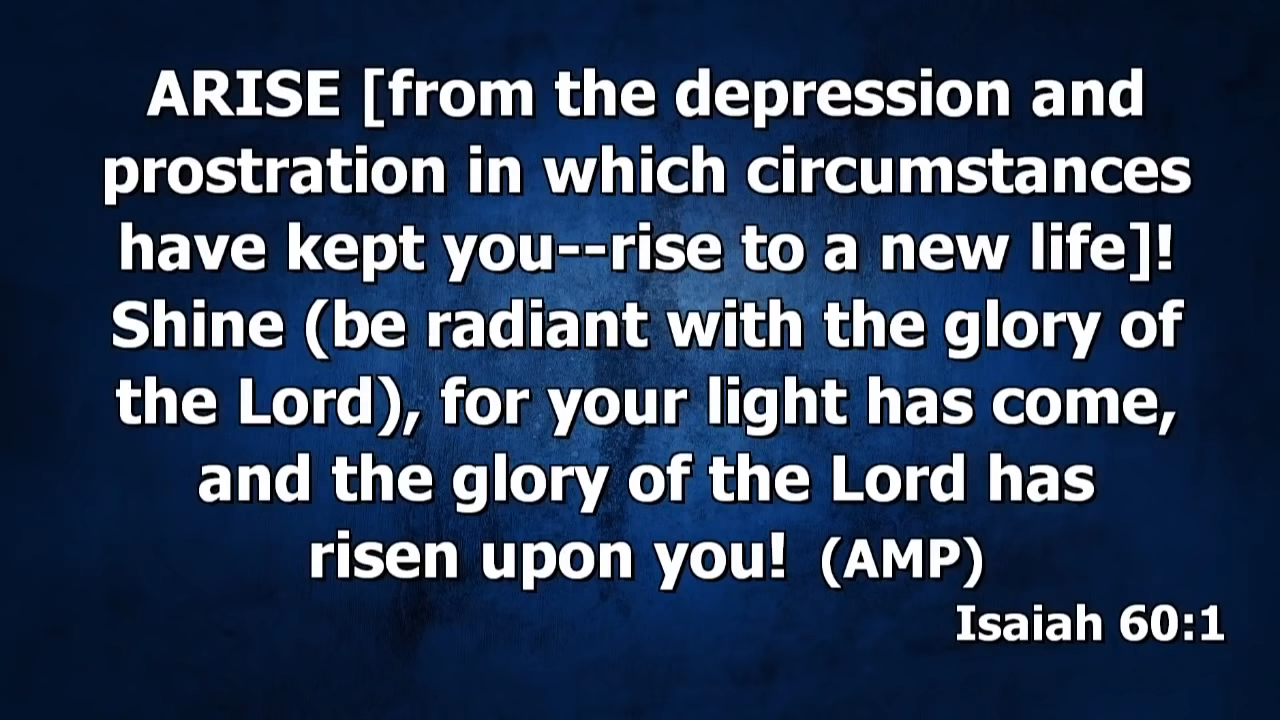 ARISE [from the depression and
prostration in which circumstances
have kept you--rise to a new life]!
Shine (be radiant with the glory of
the Lord), for your light has come,
and the glory of the Lord has
risen upon you! (AMP)
Isaiah 60:1